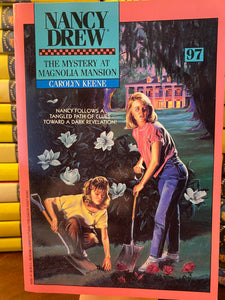 NANCY
DREW
THE MYSTERY AT
MAGNOLIA MANSION
CAROLYN KEENE
97
NANCY FOLLOWS A
TANGLED PATH OF CLUES
TOWARD A DARK REVELATION!